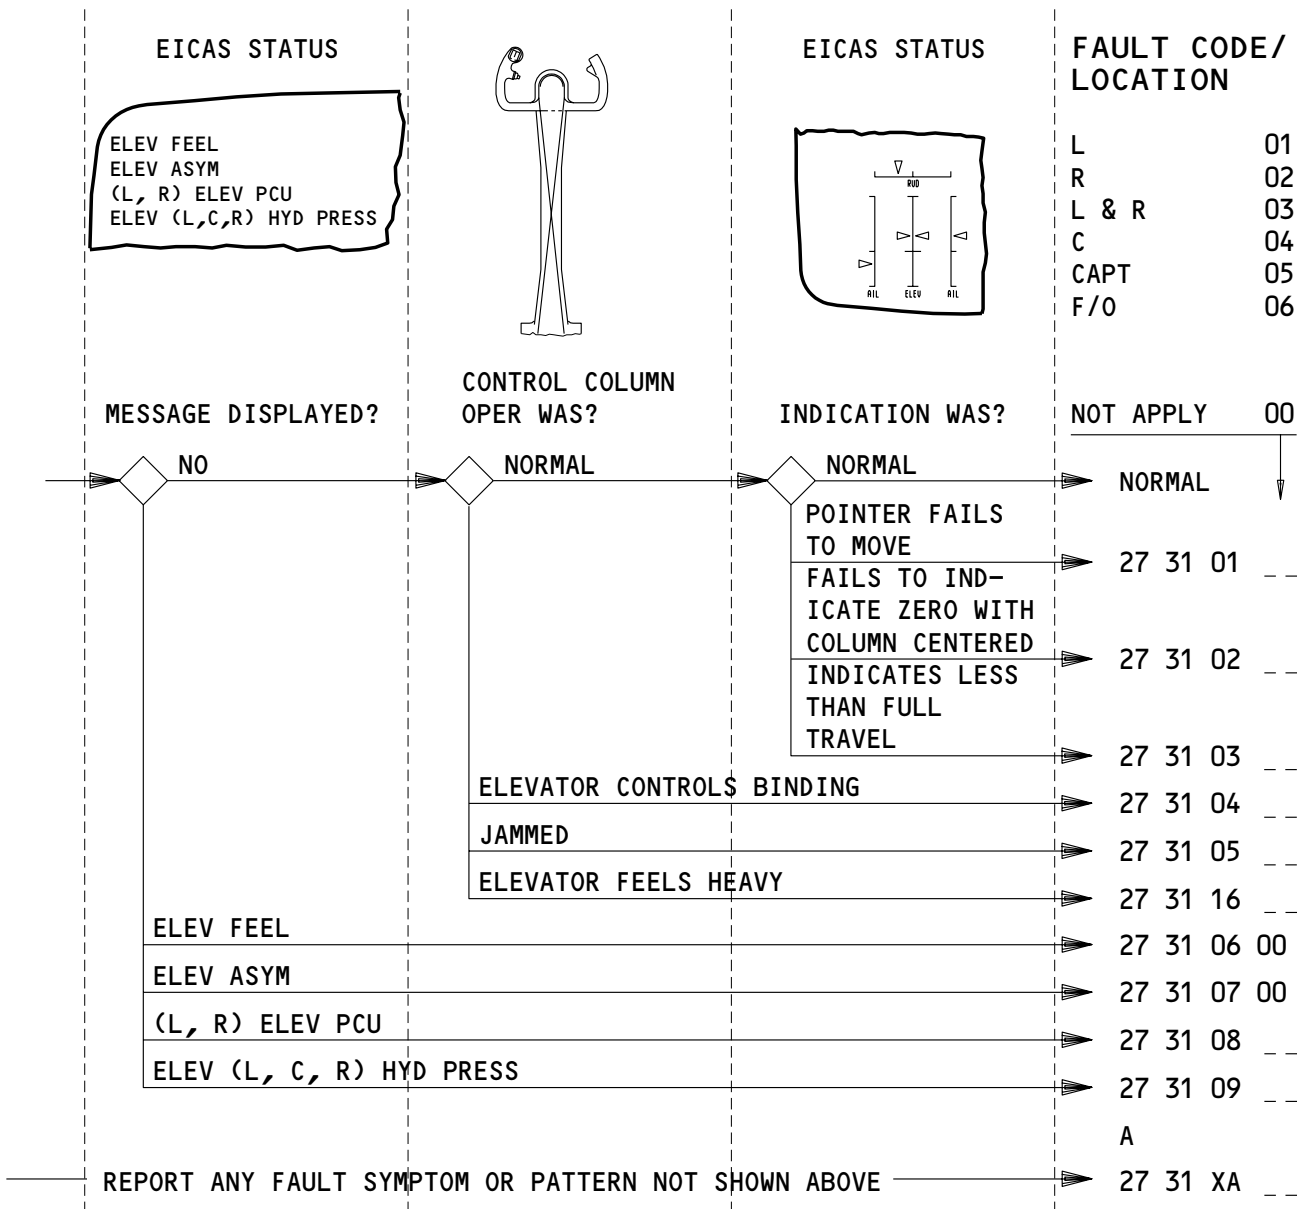 EICAS STATUS
ELEV FEEL
ELEV ASYM
(L, R) ELEV PCU
ELEV (L,C,R) HYD PRESS
MESSAGE DISPLAYED?
CONTROL COLUMN
OPER WAS?
EICAS STATUS
RUD
AIL ELEV AIL
INDICATION WAS?
FAULT CODE/
LOCATION
L 01
R 02
L & R 03
C 04
CAPT 05
F/O 06
NOT APPLY 00
NO
NORMAL
NORMAL
NORMAL
POINTER FAILS
TO MOVE
27 31 01 _ _
FAILS TO IND-
ICATE ZERO WITH
COLUMN CENTERED
27 31 02 _ _
INDICATES LESS
THAN FULL
TRAVEL
27 31 03 _ _
ELEVATOR CONTROLS BINDING
27 31 04 _ _
JAMMED
27 31 05 _ _
ELEVATOR FEELS HEAVY
27 31 16 _ _
ELEV FEEL
27 31 06 00
ELEV ASYM
27 31 07 00
(L, R) ELEV PCU
27 31 08 _ _
ELEV (L, C, R) HYD PRESS
27 31 09 _ _
A
REPORT ANY FAULT SYMPTOM OR PATTERN NOT SHOWN ABOVE
27 31 XA _ _